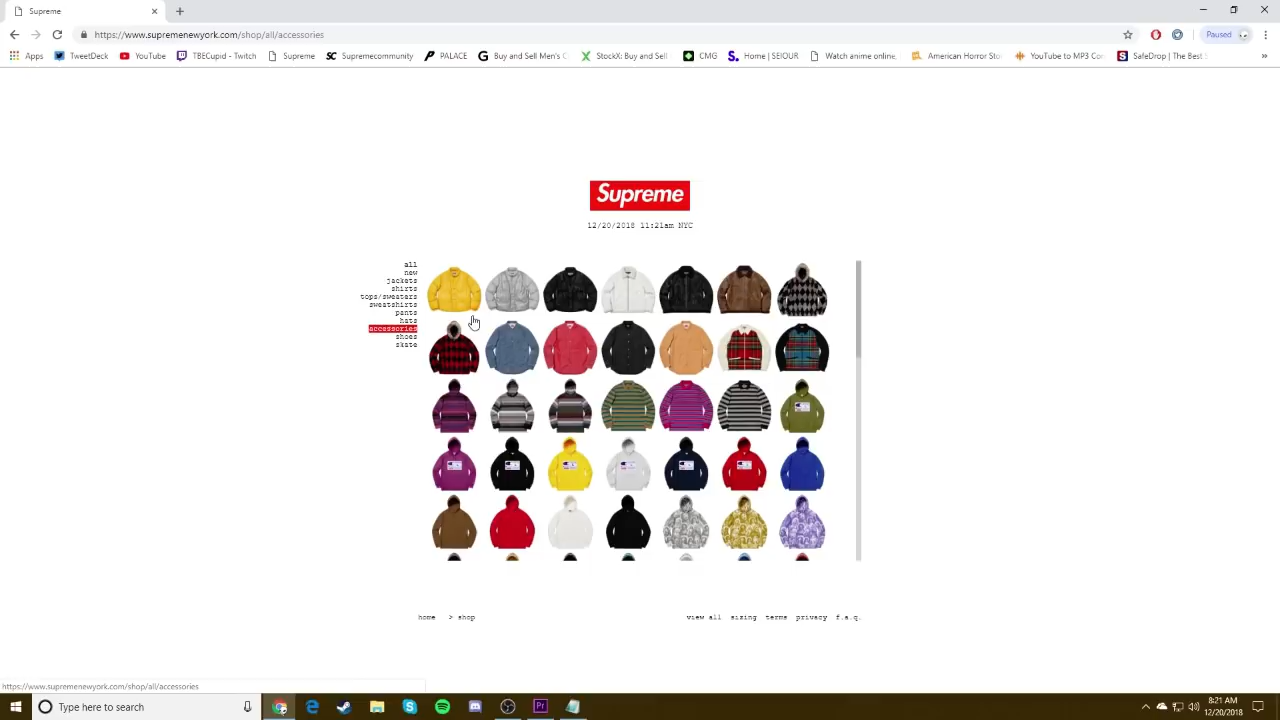 Supreme
https://www.supremenewyork.com/shop/all/accessories
Paused
Apps
TweetDeck
YouTube
TBECupid - Twitch
Supreme
Supremecommunity
PALACE
Buy and Sell Men's C
StockX: Buy and Sell
CMG
Home | SEIOUR
Watch anime online,
American Horror Sto
YouTube to MP3 Con
SafeDrop | The Best S
Supreme
12/20/2018 11:21am NYC
all
new
jackets
shirts
tops/sweaters
sweatshirts
pants
hats
accessories
shoes
skate
home > shop
view all sizing terms privacy f.a.q.
https://www.supremenewyork.com/shop/all/accessories
Type here to search
8:21 AM
12/20/2018